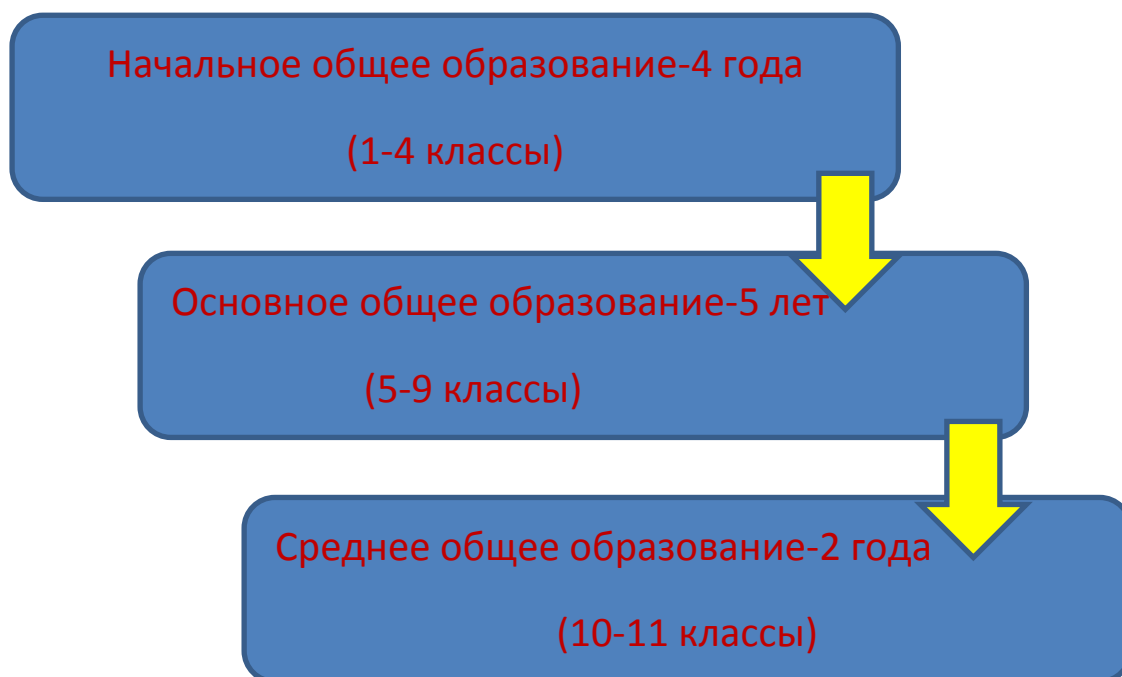 Начальное общее образование-4 года
(1-4 классы)
Основное общее образование-5 лет
(5-9 классы)
Среднее общее образование-2 года
(10-11 классы)